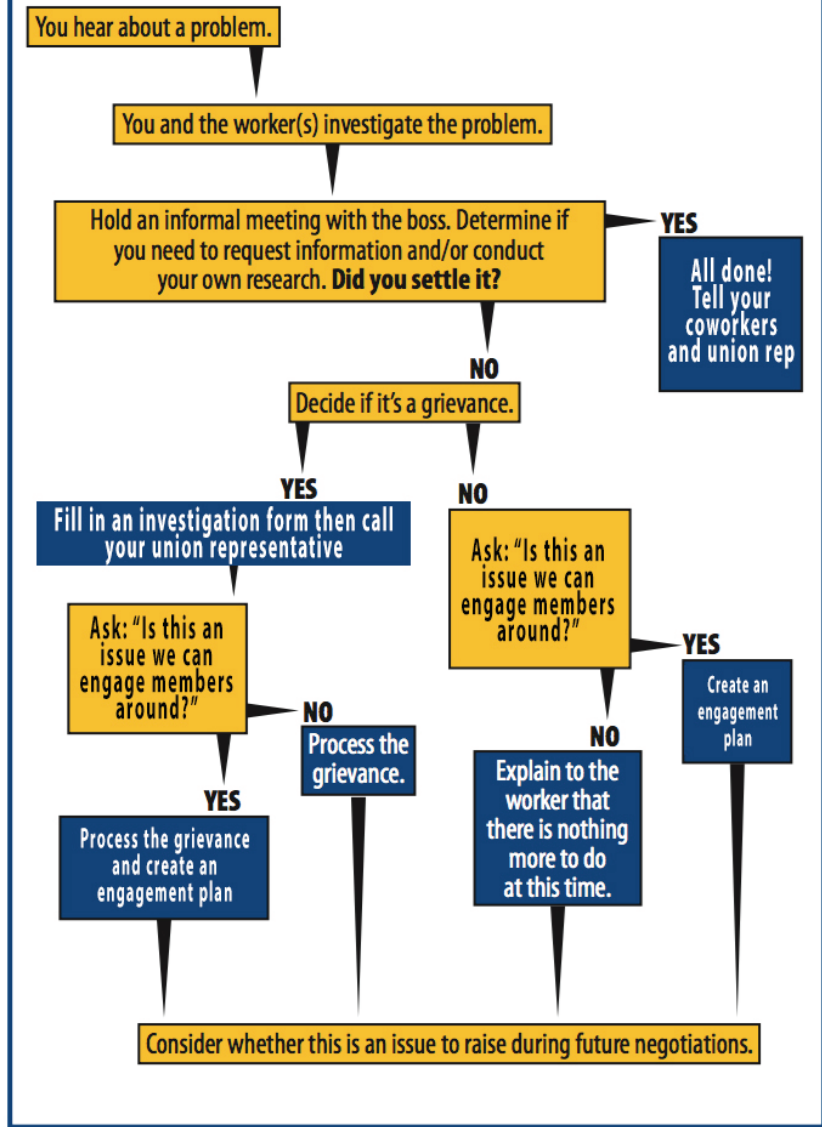 You hear about a problem.
You and the worker(s) investigate the problem.
Hold an informal meeting with the boss. Determine if
you need to request information and/or conduct
your own research. Did you settle it?
YES
All done!
Tell your
coworkers
and union rep
NO
Decide if it's a grievance.
YES
Fill in an investigation form then call
your union representative
Ask: “Is this an
issue we can
engage members
around?”
NO
Process the
grievance.
YES
Process the grievance
and create an
engagement plan
NO
Ask: “Is this an
issue we can
engage members
around?”
YES
Create an
engagement
plan
NO
Explain to the
worker that
there is nothing
more to do
at this time.
Consider whether this is an issue to raise during future negotiations.